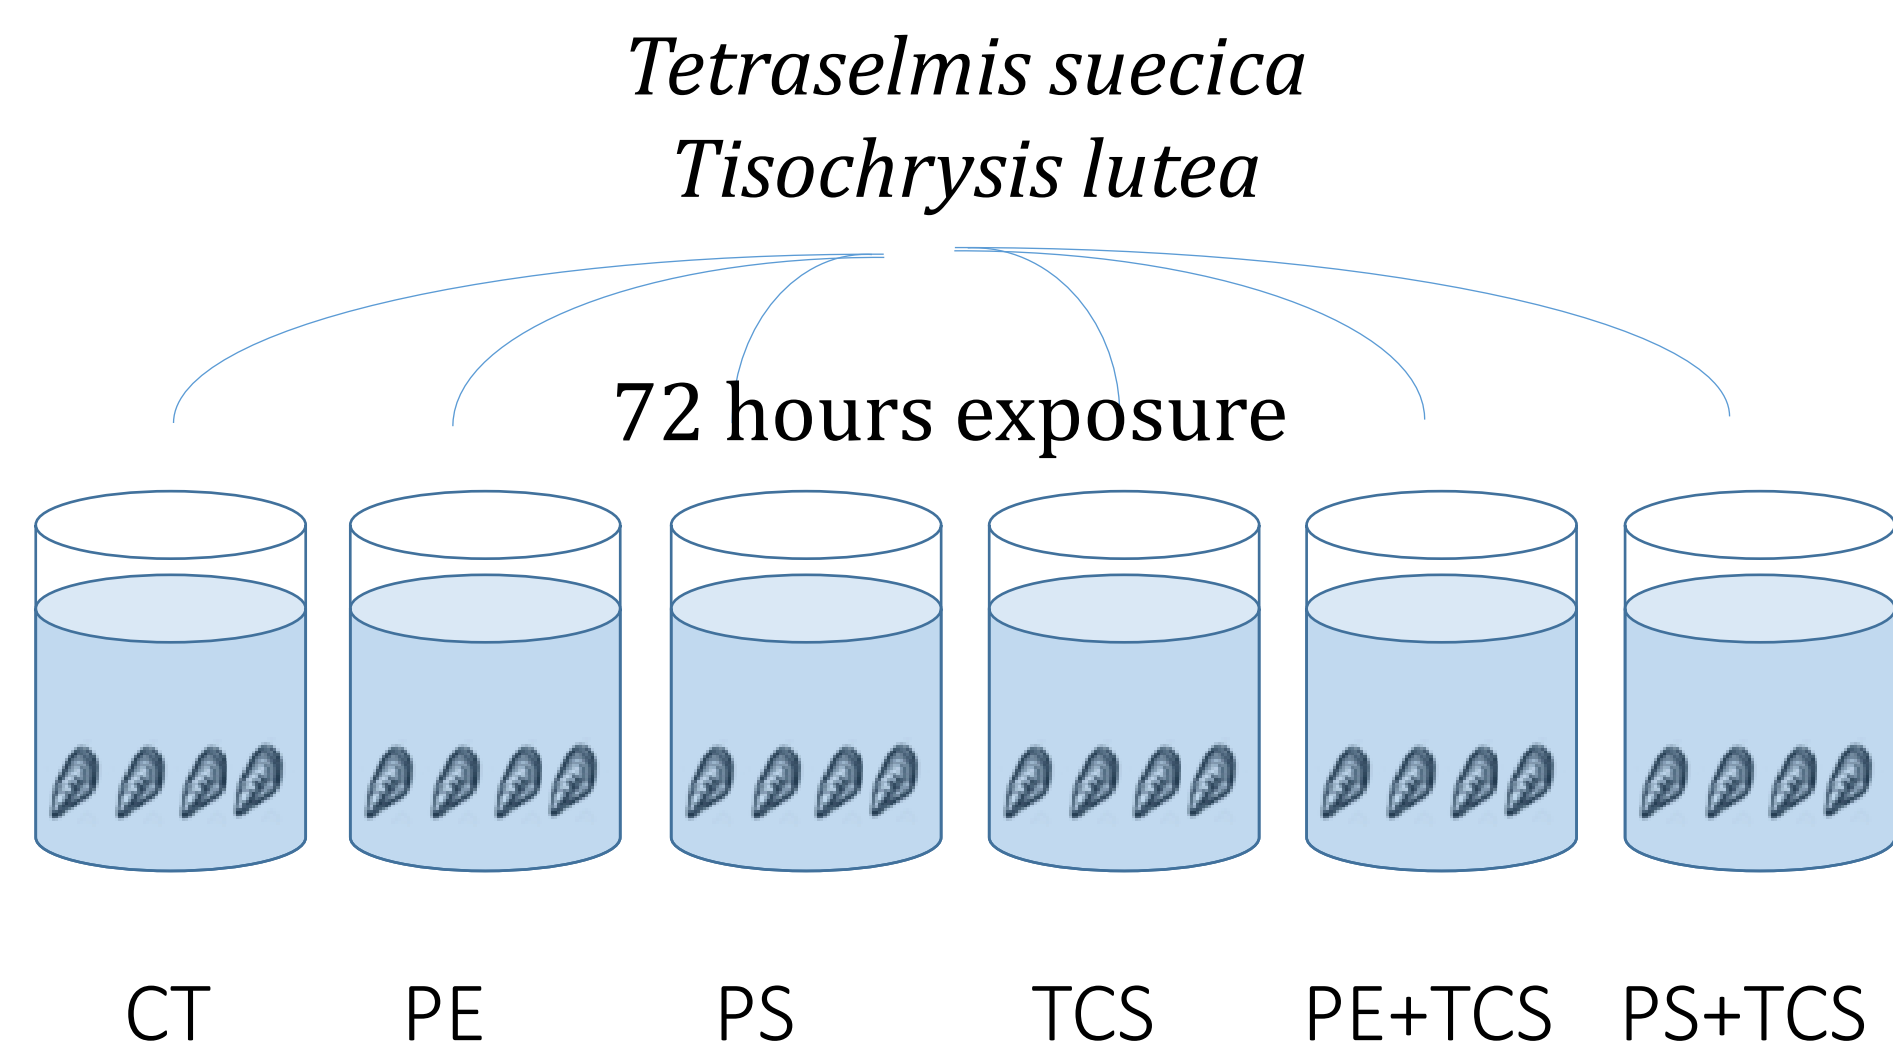 Tetraselmis suecica
Tisochrysis lutea
72 hours exposure
CT PE PS TCS PE+TCS PS+TCS